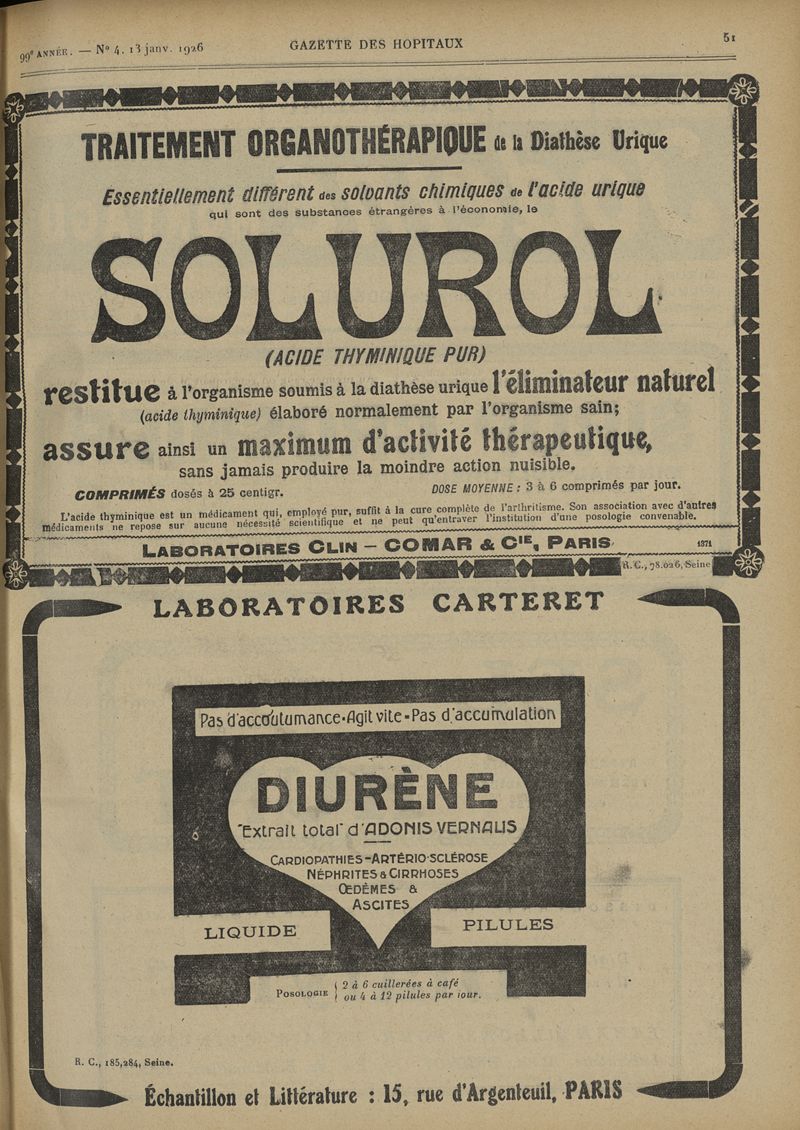 99e ANNÉE. — No 4. 13 janv. 1926
GAZETTE DES HOPITAUX
51
TRAITEMENT ORGANOTHÉRAPIQUE de la Diathèse Urique
Essentiellement différent des solvants chimiques de l'acide urique
qui sont des substances étrangères à l'économie, le
SOLUROL
(ACIDE THYMINIQUE PUR)
restitue à l'organisme soumis à la diathèse urique l'éliminateur naturel
(acide thyminique) élaboré normalement par l'organisme sain;
assure ainsi un maximum d'activité thérapeutique,
sans jamais produire la moindre action nuisible.
COMPRIMÉS dosés à 25 centigr.
DOSE MOYENNE : 3 à 6 comprimés par jour.
L'acide thyminique est un médicament qui, employé pur, suffit à la cure complète de l'arthritisme. Son association avec d'autres
médicaments ne repose sur aucune nécessité scientifique et ne peut qu'entraver l'institution d'une posologie convenable.
LABORATOIRES CLIN — COMAR & CIE, PARIS
1371
R. C., 78.026, Seine
LABORATOIRES CARTERET
Pas d'accoutumance • Agit vite - Pas d'accumulation
DIURÈNE
"Extrait total" d'ADONIS VERNALIS
CARDIOPATHIES - ARTÉRIO-SCLÉROSE
NÉPHRITES & CIRRHOSES
ŒDÈMES &
ASCITES
LIQUIDE
PILULES
POSOLOGIE { 2 à 6 cuillerées à café
ou 4 à 12 pilules par jour.
R. C., 185,284, Seine.
Échantillon et Littérature : 15, rue d'Argenteuil, PARIS